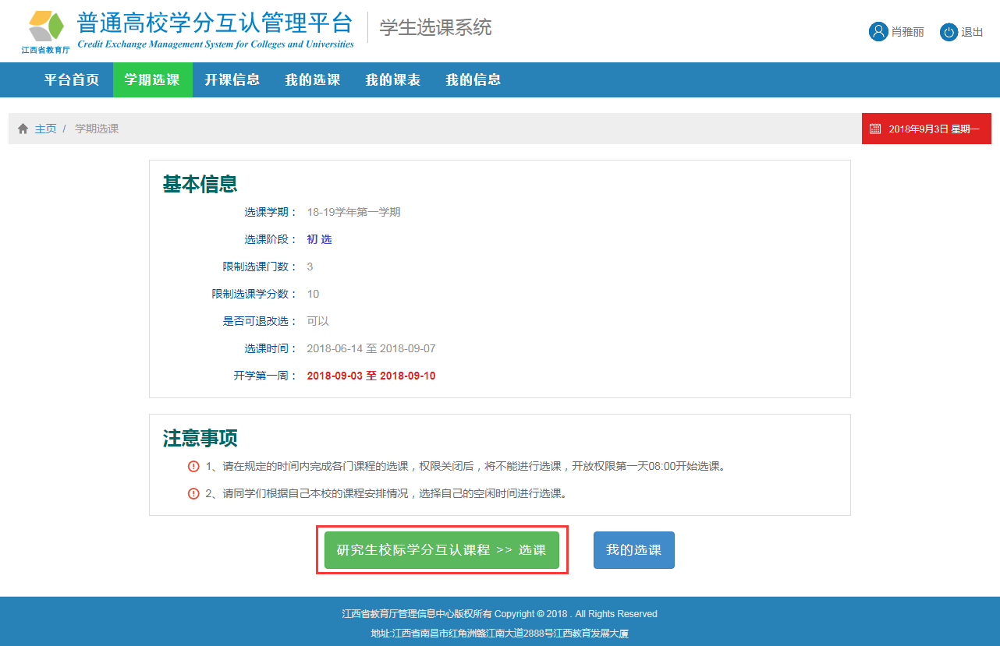 普通高校学分互认管理平台
学生选课系统
Credit Exchange Management System for Colleges and Universities
江西省教育厅
肖雅丽 退出
平台首页 学期选课 开课信息 我的选课 我的课表 我的信息
主页 / 学期选课
2018年9月3日 星期一
基本信息
选课学期： 18-19学年第一学期
选课阶段： 初 选
限制选课门数： 3
限制选课学分数： 10
是否可退改选： 可以
选课时间： 2018-06-14 至 2018-09-07
开学第一周： 2018-09-03 至 2018-09-10
注意事项
1、请在规定的时间内完成各门课程的选课，权限关闭后，将不能进行选课，开放权限第一天08:00开始选课。
2、请同学们根据自己本校的课程安排情况，选择自己的空闲时间进行选课。
研究生校际学分互认课程 >> 选课
我的选课
江西省教育厅管理信息中心版权所有 Copyright © 2018 . All Rights Reserved
地址:江西省南昌市红角洲赣江南大道2888号江西教育发展大厦